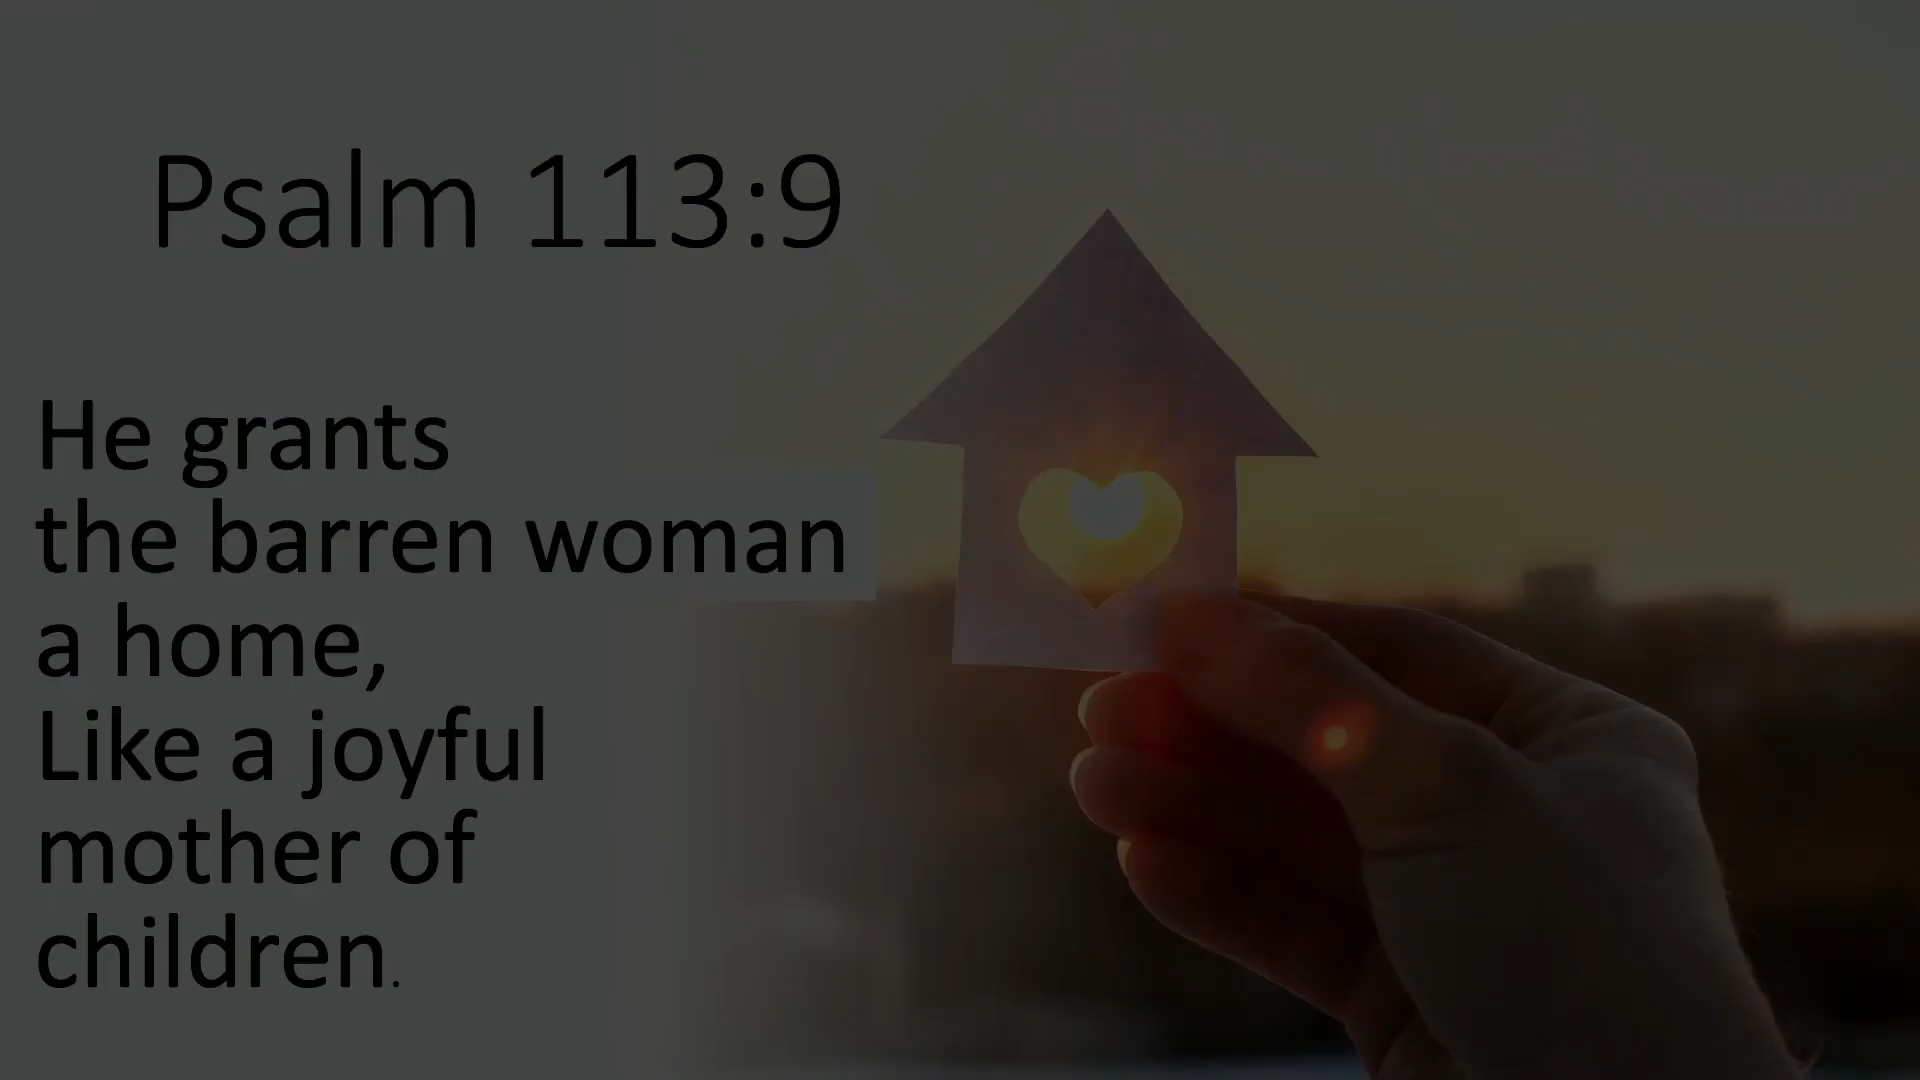 Psalm 113:9
He grants
the barren woman
a home,
Like a joyful
mother of
children.